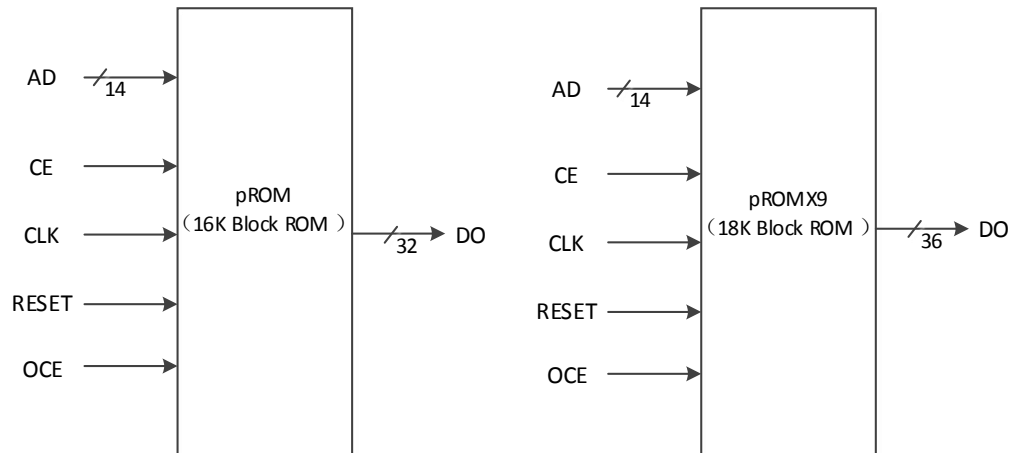 AD
14
CE
CLK
RESET
OCE
pROM
（16K Block ROM ）
32
DO
AD
14
CE
CLK
RESET
OCE
pROMX9
（18K Block ROM ）
36
DO